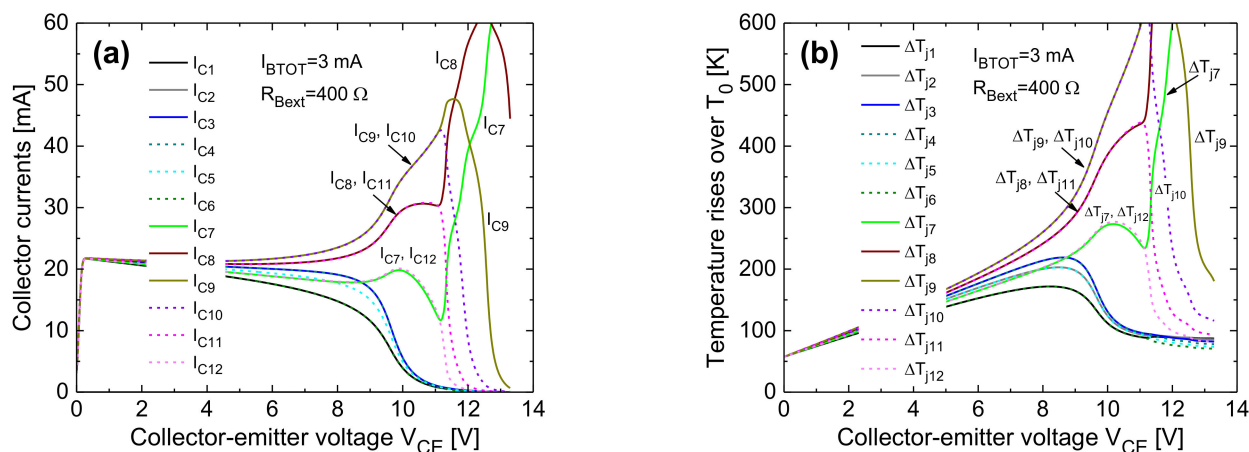 (a)
I_BTOT=3 mA
R_Bext=400 Ω
I_C1
I_C2
I_C3
I_C4
I_C5
I_C6
I_C7
I_C8
I_C9
I_C10
I_C11
I_C12
I_C8
I_C7
I_C9, I_C10
I_C8, I_C11
I_C9
I_C7, I_C12
60
50
40
30
20
10
0
0 2 4 6 8 10 12 14
Collector currents [mA]
Collector-emitter voltage V_CE [V]
(b)
I_BTOT=3 mA
R_Bext=400 Ω
ΔT_j1
ΔT_j2
ΔT_j3
ΔT_j4
ΔT_j5
ΔT_j6
ΔT_j7
ΔT_j8
ΔT_j9
ΔT_j10
ΔT_j11
ΔT_j12
ΔT_j7
ΔT_j9, ΔT_j10
ΔT_j9
ΔT_j8, ΔT_j11
ΔT_j10
ΔT_j7, ΔT_j12
600
500
400
300
200
100
0
0 2 4 6 8 10 12 14
Temperature rises over T_0 [K]
Collector-emitter voltage V_CE [V]